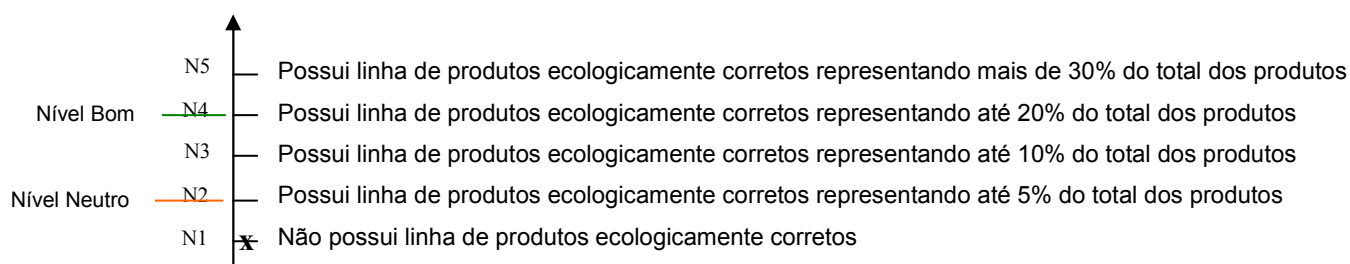 N5 Possui linha de produtos ecologicamente corretos representando mais de 30% do total dos produtos
Nível Bom N4 Possui linha de produtos ecologicamente corretos representando até 20% do total dos produtos
N3 Possui linha de produtos ecologicamente corretos representando até 10% do total dos produtos
Nível Neutro N2 Possui linha de produtos ecologicamente corretos representando até 5% do total dos produtos
N1 x Não possui linha de produtos ecologicamente corretos